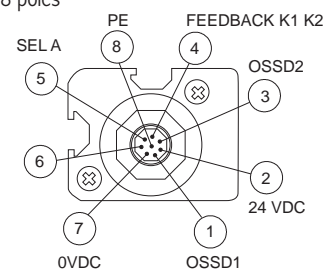 8 poles
PE
FEEDBACK K1 K2
SEL A
8
4
OSSD2
5
3
6
2
24 VDC
7
1
0VDC
OSSD1